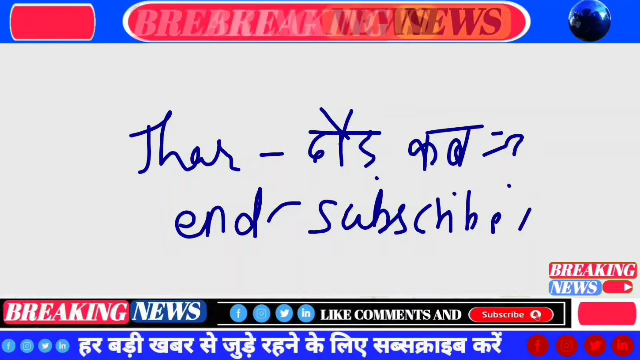 BREAKING NEWS
Thar - दौड़ कब =>
end - subscribe
BREAKING
NEWS
BREAKING NEWS LIKE COMMENTS AND Subscribe
हर बड़ी खबर से जुड़े रहने के लिए सब्सक्राइब करें